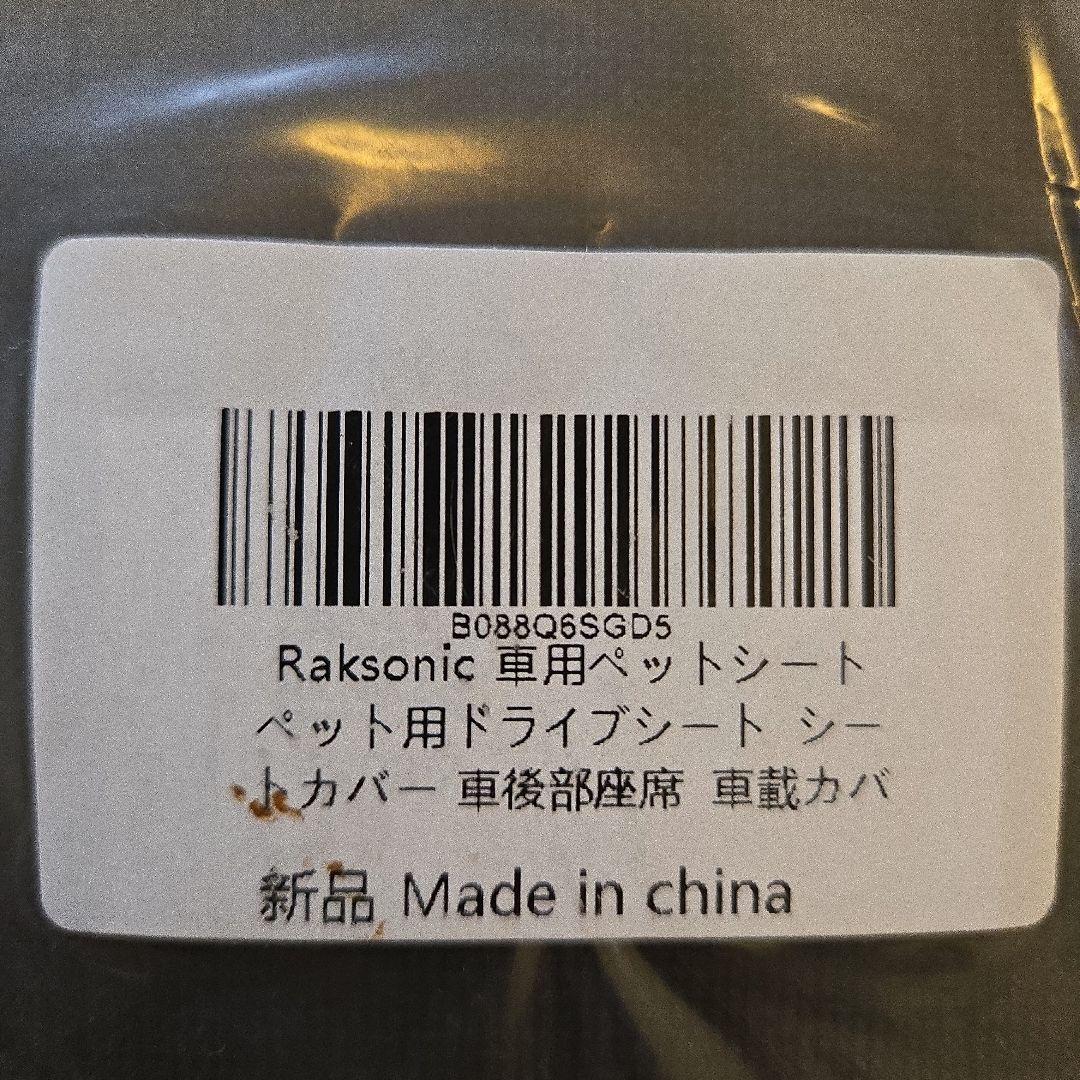 B088Q6SGD5
Raksonic 車用ペットシート
ペット用ドライブシート シー
トカバー 車後部座席 車載カバ
新品 Made in china